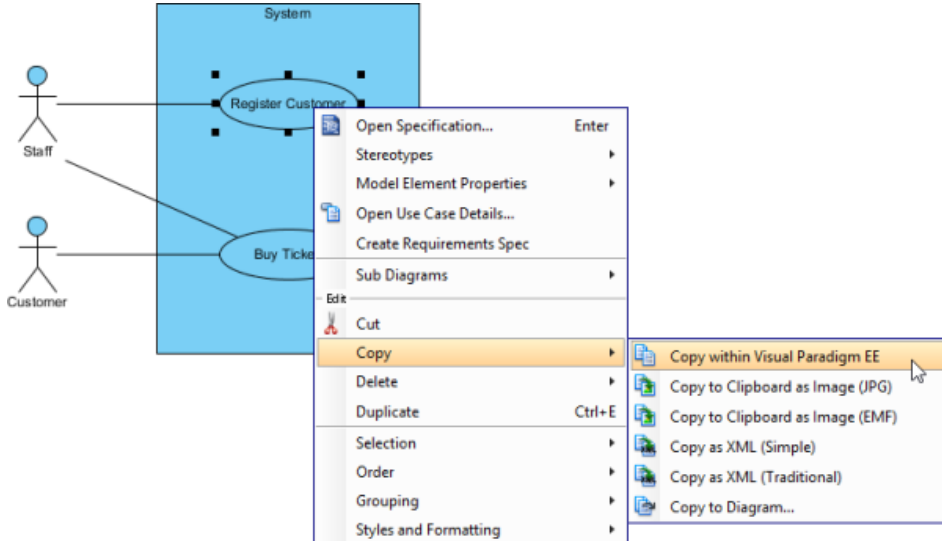 System
Register Customer
Staff
Buy Ticke
Customer
Open Specification... Enter
Stereotypes
Model Element Properties
Open Use Case Details...
Create Requirements Spec
Sub Diagrams
Edit
Cut
Copy
Delete
Duplicate Ctrl+E
Selection
Order
Grouping
Styles and Formatting
Copy within Visual Paradigm EE
Copy to Clipboard as Image (JPG)
Copy to Clipboard as Image (EMF)
Copy as XML (Simple)
Copy as XML (Traditional)
Copy to Diagram...